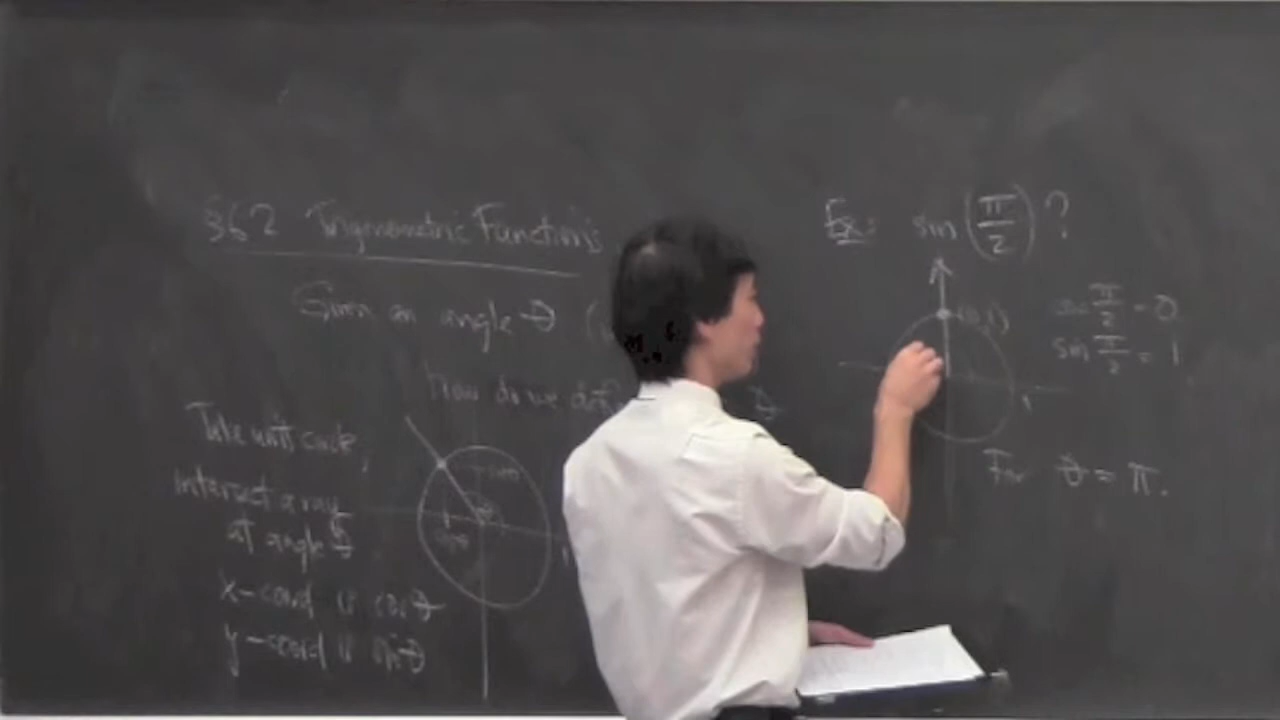 §6.2 Trigonometric Functions
Given an angle θ
How do we def
Take unit circle,
intersect a ray
at angle θ
x-coord is cos θ
y-coord is sin θ
Ex: sin(π/2)?
(0,1)
cos π/2 = 0
sin π/2 = 1
1
For θ = π.